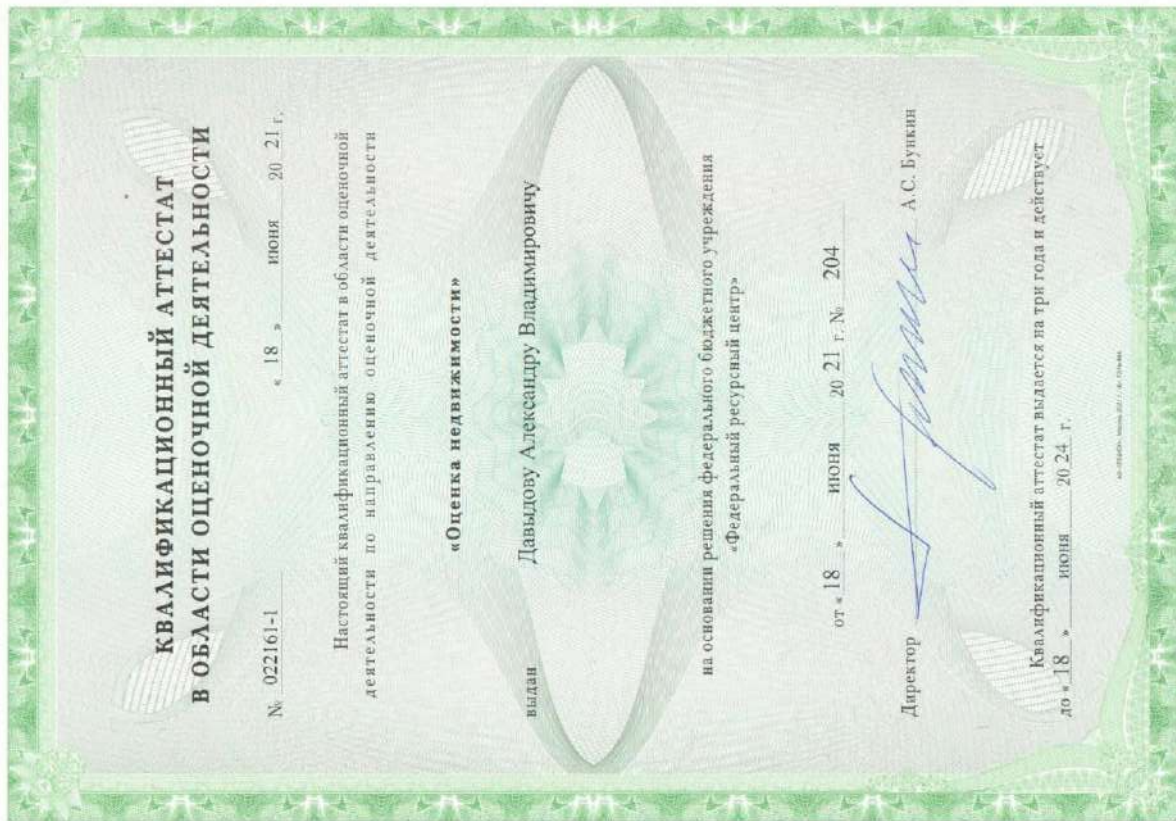 КВАЛИФИКАЦИОННЫЙ АТТЕСТАТ
В ОБЛАСТИ ОЦЕНОЧНОЙ ДЕЯТЕЛЬНОСТИ
№ 022161-1 « 18 » июня 20 21 г.
Настоящий квалификационный аттестат в области оценочной
деятельности по направлению оценочной деятельности
«Оценка недвижимости»
выдан Давыдову Александру Владимировичу
на основании решения федерального бюджетного учреждения
«Федеральный ресурсный центр»
от « 18 » июня 20 21 г. № 204
Директор А.С. Бункин
Квалификационный аттестат выдается на три года и действует
до « 18 » июня 20 24 г.